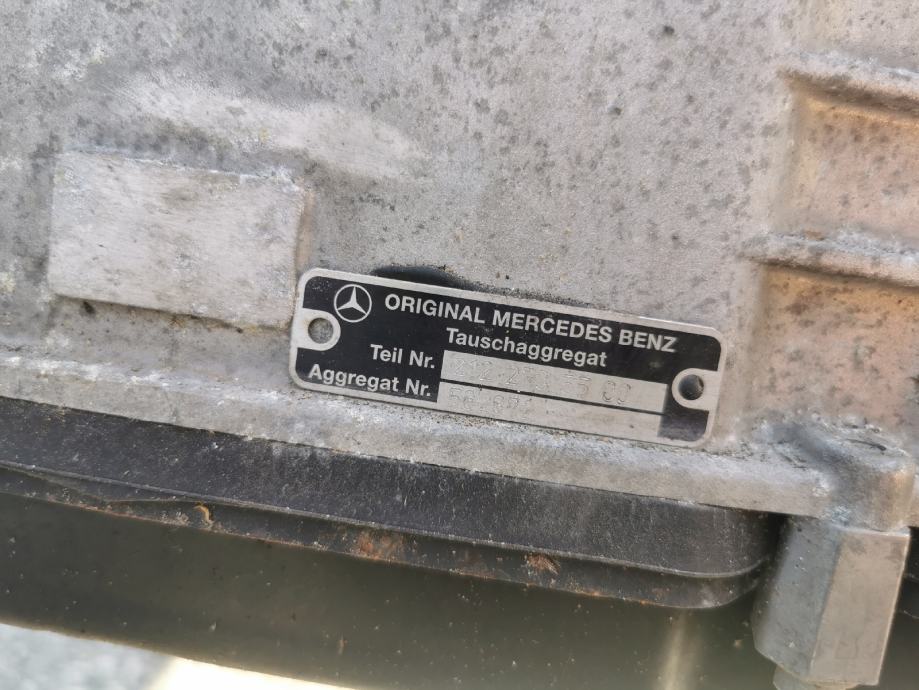 ORIGINAL MERCEDES BENZ
Tauschaggregat
Teil Nr.
Aggregat Nr.